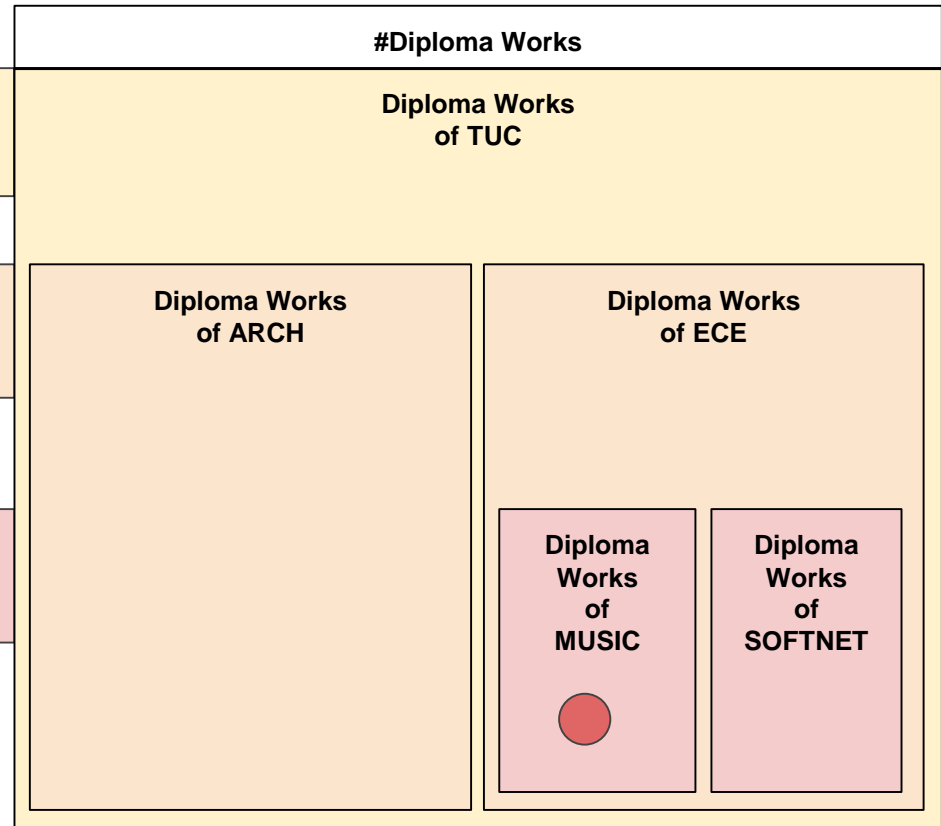 #Diploma Works
Diploma Works
of TUC
Diploma Works
of ARCH
Diploma Works
of ECE
Diploma
Works
of
MUSIC
Diploma
Works
of
SOFTNET